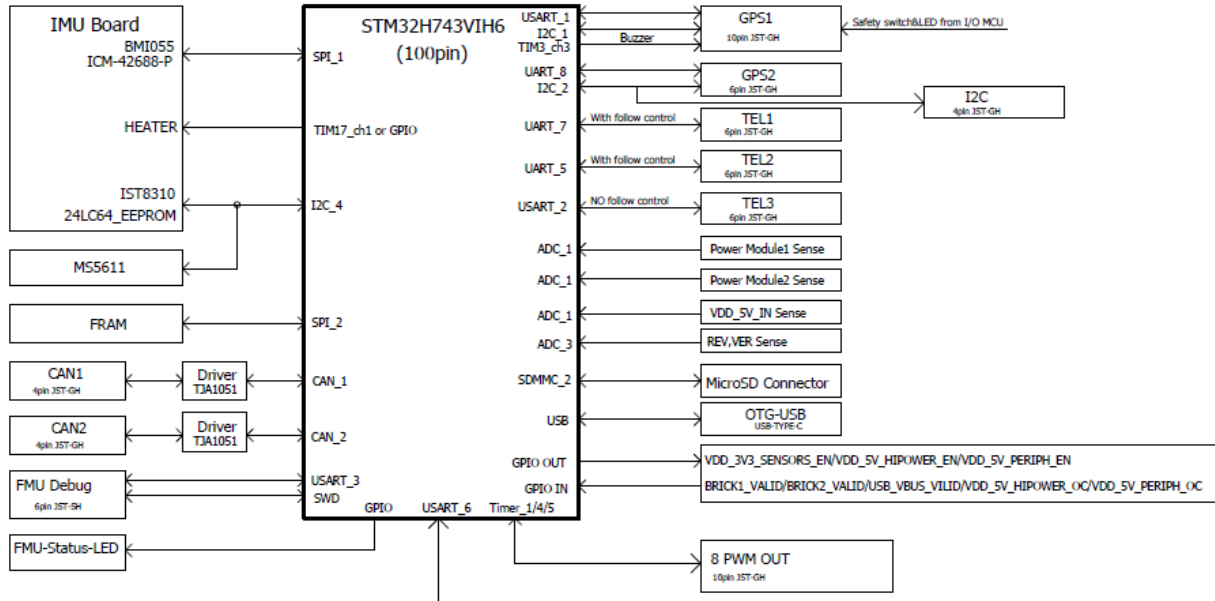 IMU Board
BMI055
ICM-42688-P
HEATER
IST8310
24LC64_EEPROM
MS5611
FRAM
CAN1
4pin JST-GH
Driver
TJA1051
CAN2
4pin JST-GH
Driver
TJA1051
FMU Debug
6pin JST-SH
FMU-Status-LED
STM32H743VIH6
(100pin)
SPI_1
TIM17_ch1 or GPIO
I2C_4
SPI_2
CAN_1
CAN_2
USART_3
SWD
GPIO
USART_6
Timer_1/4/5
USART_1
I2C_1
TIM3_ch3
UART_8
I2C_2
UART_7
UART_5
USART_2
ADC_1
ADC_1
ADC_1
ADC_3
SDMMC_2
USB
GPIO OUT
GPIO IN
Buzzer
With follow control
With follow control
NO follow control
GPS1
10pin JST-GH
Safety switch&LED from I/O MCU
GPS2
6pin JST-GH
I2C
4pin JST-GH
TEL1
6pin JST-GH
TEL2
6pin JST-GH
TEL3
6pin JST-GH
Power Module1 Sense
Power Module2 Sense
VDD_5V_IN Sense
REV,VER Sense
MicroSD Connector
OTG-USB
USB-TYPE-C
VDD_3V3_SENSORS_EN/VDD_5V_HIPOWER_EN/VDD_5V_PERIPH_EN
BRICK1_VALID/BRICK2_VALID/USB_VBUS_VILID/VDD_5V_HIPOWER_OC/VDD_5V_PERIPH_OC
8 PWM OUT
10pin JST-GH